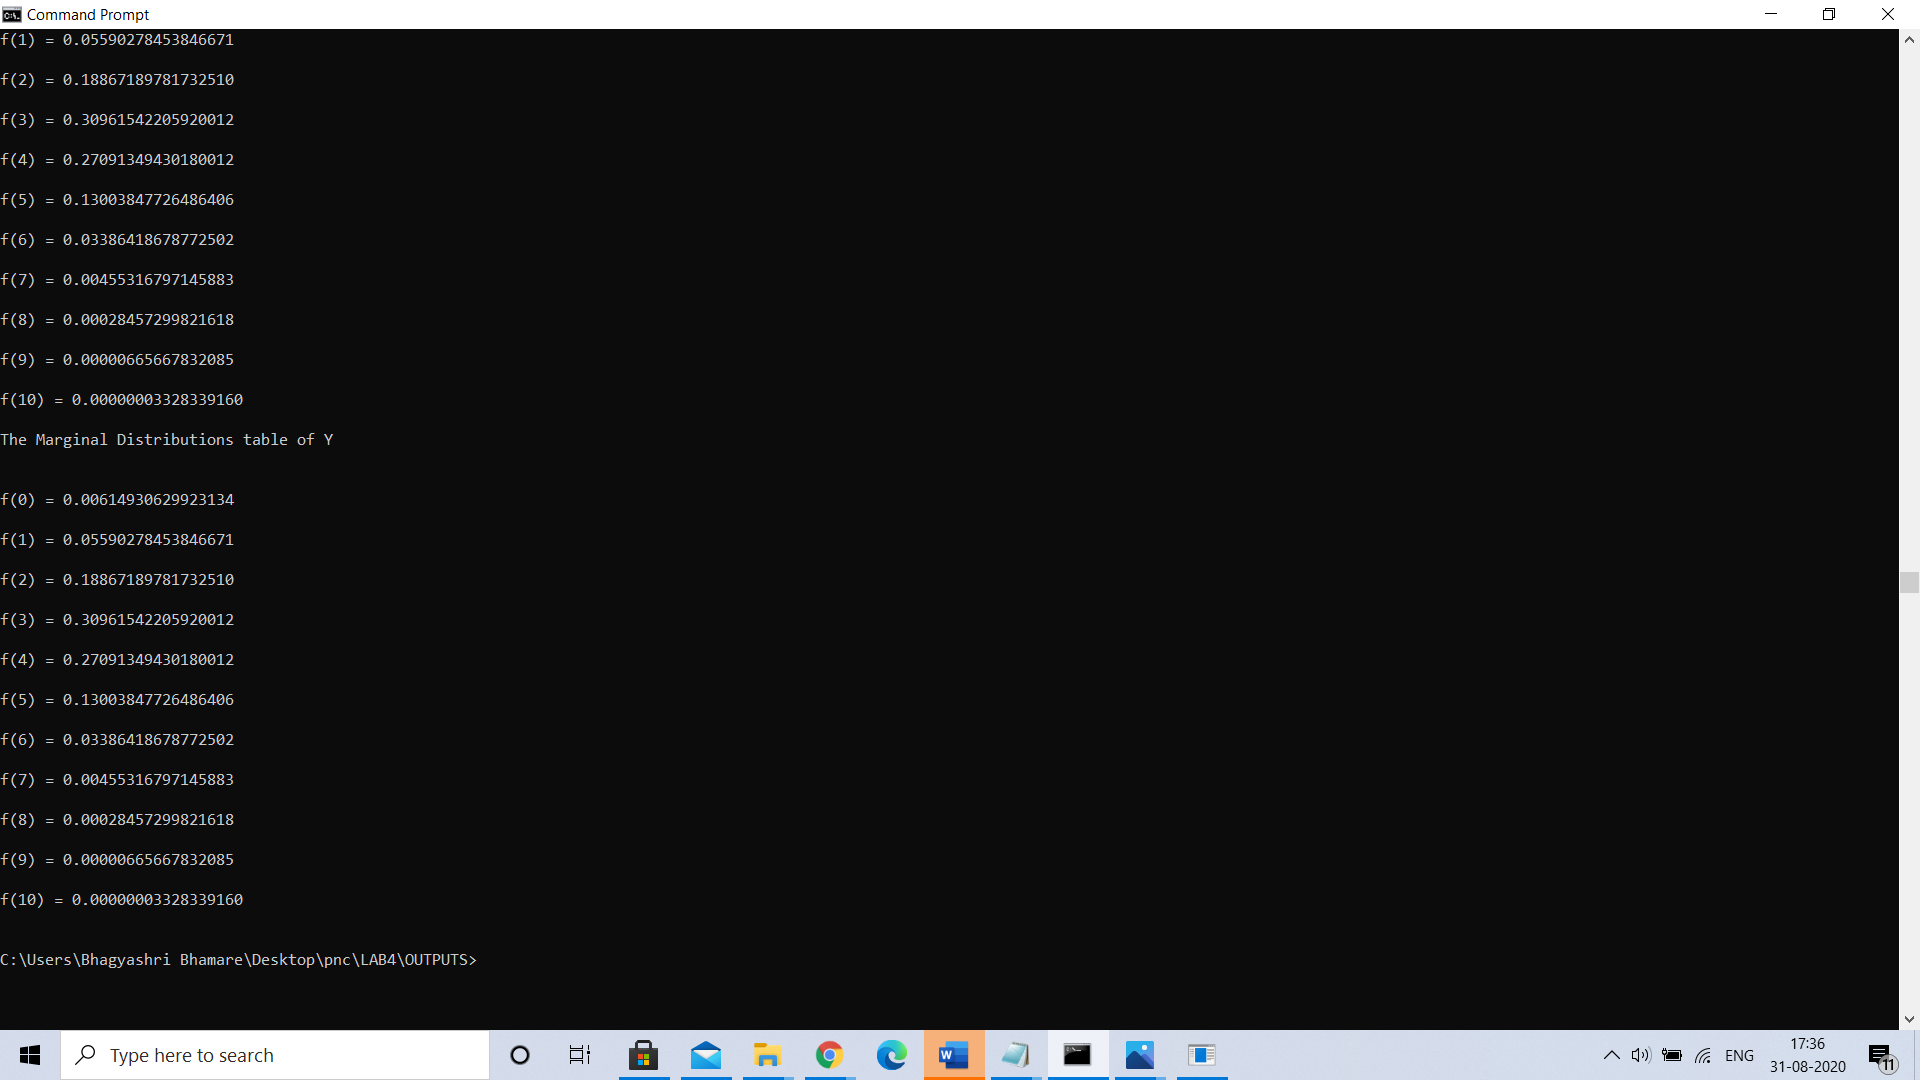 Command Prompt
f(1) = 0.05590278453846671
f(2) = 0.18867189781732510
f(3) = 0.30961542205920012
f(4) = 0.27091349430180012
f(5) = 0.13003847726486406
f(6) = 0.03386418678772502
f(7) = 0.00455316797145883
f(8) = 0.00028457299821618
f(9) = 0.00000665667832085
f(10) = 0.00000003328339160
The Marginal Distributions table of Y
f(0) = 0.00614930629923134
f(1) = 0.05590278453846671
f(2) = 0.18867189781732510
f(3) = 0.30961542205920012
f(4) = 0.27091349430180012
f(5) = 0.13003847726486406
f(6) = 0.03386418678772502
f(7) = 0.00455316797145883
f(8) = 0.00028457299821618
f(9) = 0.00000665667832085
f(10) = 0.00000003328339160
C:\Users\Bhagyashri Bhamare\Desktop\pnc\LAB4\OUTPUTS>
Type here to search
W
ENG
17:36
31-08-2020
11